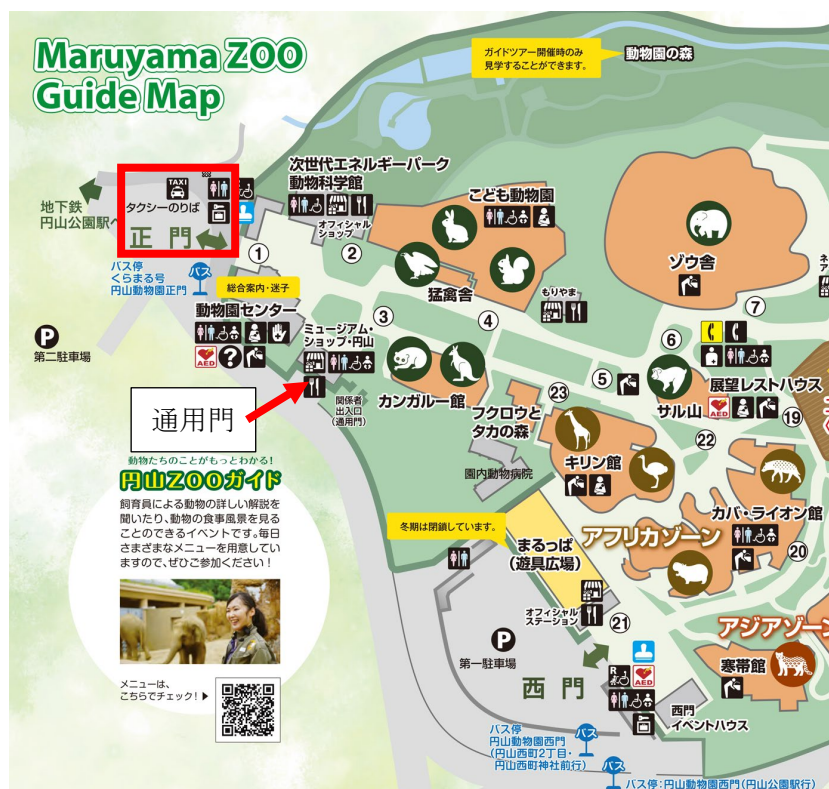 Maruyama ZOO
Guide Map
ガイドツアー開催時のみ
見学することができます。
動物園の森
地下鉄
円山公園駅へ
TAXI
タクシーのりば
正門
バス停
くらまる号
円山動物園正門
バス
次世代エネルギーパーク
動物科学館
オフィシャル
ショップ
こども動物園
猛禽舎
もりやま
ゾウ舎
①
②
③
④
⑤
⑥
⑦
総合案内・迷子
動物園センター
AED
?
P
第二駐車場
ミュージアム・
ショップ・円山
関係者
出入口
(通用門)
通用門
カンガルー館
フクロウと
タカの森
園内動物病院
㉓
キリン館
サル山
展望レストハウス
AED
⑲
㉒
カバ・ライオン館
⑳
動物たちのことがもっとわかる!
円山ZOOガイド
飼育員による動物の詳しい解説を
聞いたり、動物の食事風景を見る
ことのできるイベントです。毎日
さまざまなメニューを用意してい
ますので、ぜひご参加ください!
メニューは、
こちらでチェック!▶
冬期は閉鎖しています。
まるっぱ
(遊具広場)
アフリカゾーン
オフィシャル
ステーション
㉑
P
第一駐車場
西門
R
AED
アジアゾーン
寒帯館
西門
イベントハウス
バス停
円山動物園西門
(円山西町2丁目・
円山西町神社前行)
バス
バス
バス停:円山動物園西門(円山公園駅行)